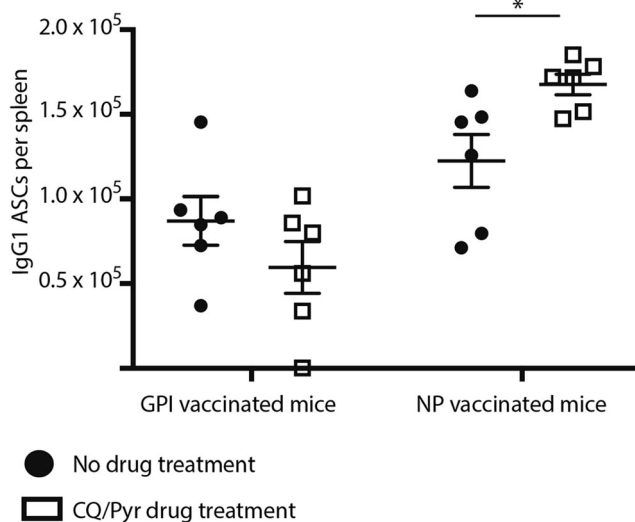 *
2.0 x 10⁵
1.5 x 10⁵
1.0 x 10⁵
0.5 x 10⁵
IgG1 ASCs per spleen
GPI vaccinated mice
NP vaccinated mice
No drug treatment
CQ/Pyr drug treatment